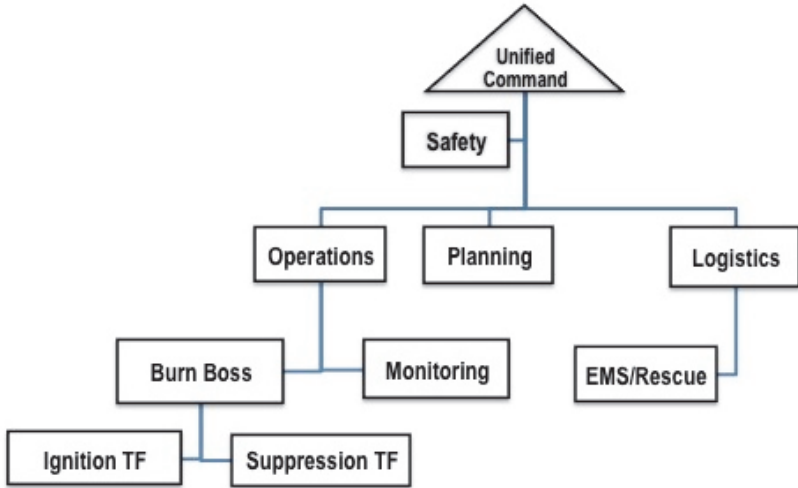 Unified
Command
Safety
Operations
Planning
Logistics
Burn Boss
Monitoring
EMS/Rescue
Ignition TF
Suppression TF